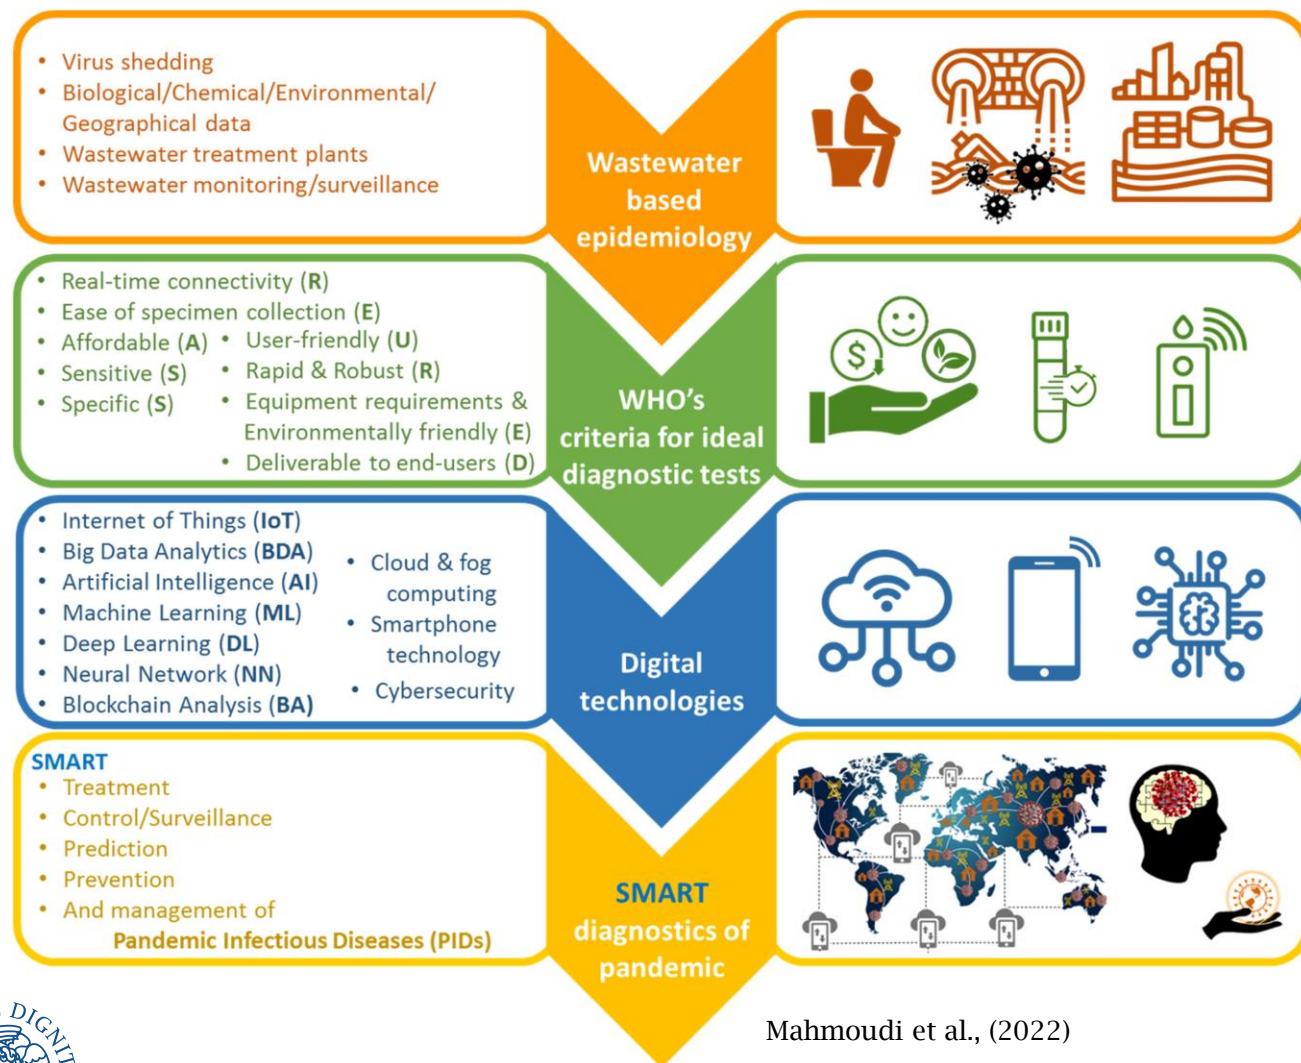 • Virus shedding
• Biological/Chemical/Environmental/
Geographical data
• Wastewater treatment plants
• Wastewater monitoring/surveillance
Wastewater
based
epidemiology
• Real-time connectivity (R)
• Ease of specimen collection (E)
• Affordable (A)
• Sensitive (S)
• Specific (S)
• User-friendly (U)
• Rapid & Robust (R)
• Equipment requirements &
Environmentally friendly (E)
• Deliverable to end-users (D)
WHO's
criteria for ideal
diagnostic tests
$
• Internet of Things (IoT)
• Big Data Analytics (BDA)
• Artificial Intelligence (AI)
• Machine Learning (ML)
• Deep Learning (DL)
• Neural Network (NN)
• Blockchain Analysis (BA)
• Cloud & fog
computing
• Smartphone
technology
• Cybersecurity
Digital
technologies
SMART
• Treatment
• Control/Surveillance
• Prediction
• Prevention
• And management of
Pandemic Infectious Diseases (PIDs)
SMART
diagnostics of
pandemic
DIGNIT
Mahmoudi et al., (2022)